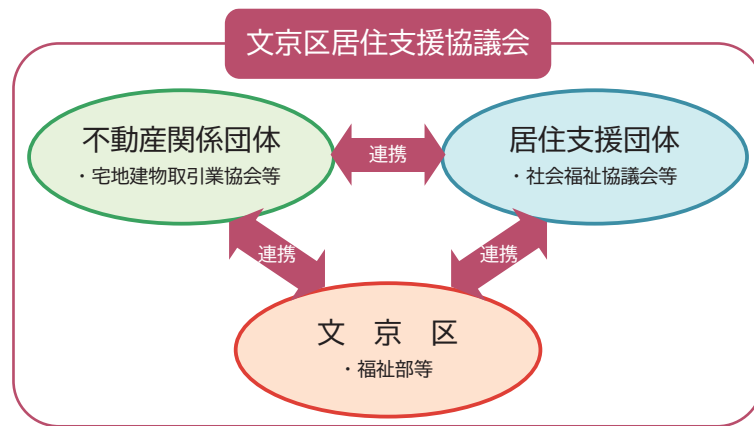 文京区居住支援協議会
不動産関係団体
・宅地建物取引業協会等
連携
居住支援団体
・社会福祉協議会等
連携
連携
文 京 区
・福祉部等